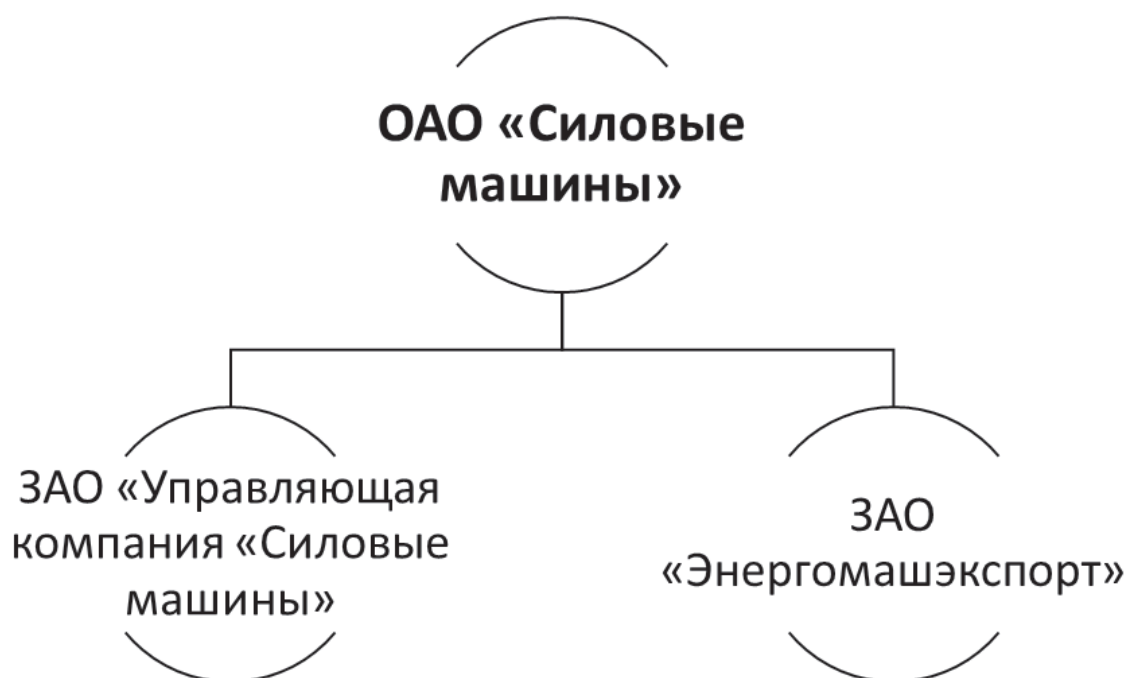 ОАО «Силовые
машины»
ЗАО «Управляющая
компания «Силовые
машины»
ЗАО
«Энергомашэкспорт»